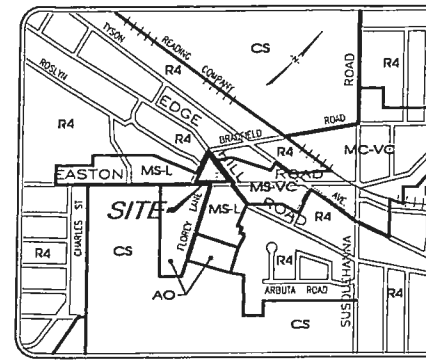 TYSON
READING
COMPANY
CS
ROAD
R4
R4
ROSLYN
EDGE
ROAD
BRADFIELD
R4
R4
R4
MC-VC
HILL
ROAD
EASTON
MS-L
MS-VC
AVE.
SITE
LANE
FLOREY
MS-L
ROAD
R4
CHARLES ST
R4
CS
R4
R4
AO
ARBUTA ROAD
SUSQUEHANNA
CS